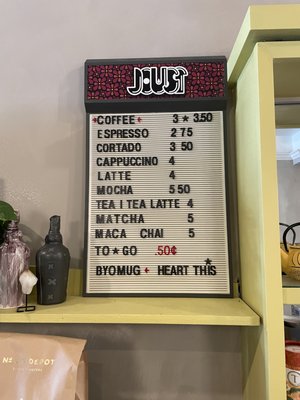 JOUST
COFFEE 3 ★ 3.50
ESPRESSO 2 75
CORTADO 3 50
CAPPUCCINO 4
LATTE 4
MOCHA 5 50
TEA | TEA LATTE 4
MATCHA 5
MACA CHAI 5
TO ★ GO .50¢
BYOMUG HEART THIS
DEPOT